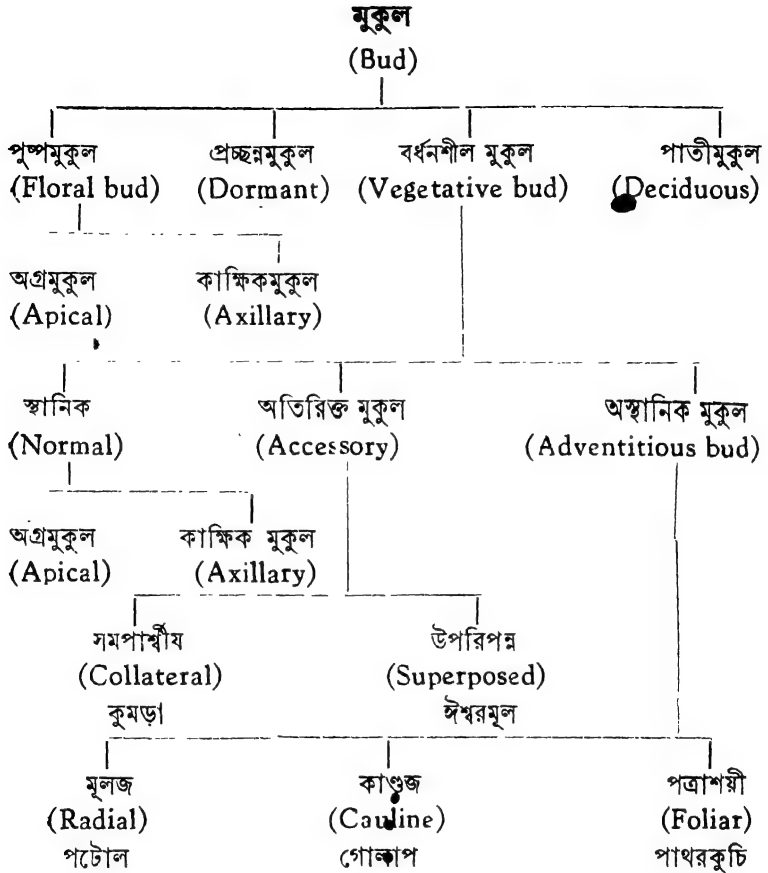 মুকুল
(Bud)
পুষ্পমুকুল প্রচ্ছন্নমুকুল বর্ধনশীল মুকুল পাতীমুকুল
(Floral bud) (Dormant) (Vegetative bud) (Deciduous)
অগ্রমুকুল কাক্ষিকমুকুল
(Apical) (Axillary)
স্থানিক অতিরিক্ত মুকুল অস্থানিক মুকুল
(Normal) (Accessory) (Adventitious bud)
অগ্রমুকুল কাক্ষিক মুকুল
(Apical) (Axillary)
সমপার্শ্বীয উপরিপন্ন
(Collateral) (Superposed)
কুমড়া ঈশ্বরমূল
মূলজ কাণ্ডজ পত্রাশয়ী
(Radial) (Cauline) (Foliar)
পটোল গোলাপ পাথরকুচি